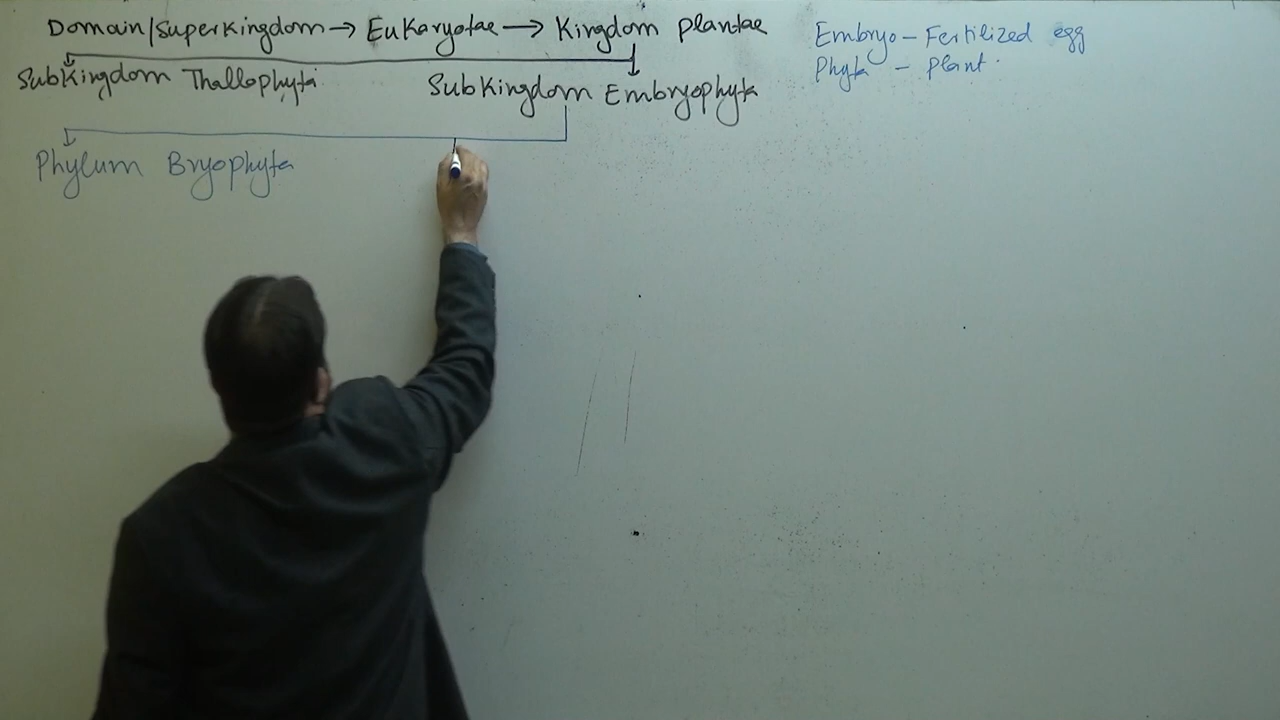 Domain/Superkingdom → Eukaryotae → Kingdom plantae
Subkingdom Thallophyta
Subkingdom Embryophyta
Phylum Bryophyta
Embryo - Fertilized egg
Phyta - plant.